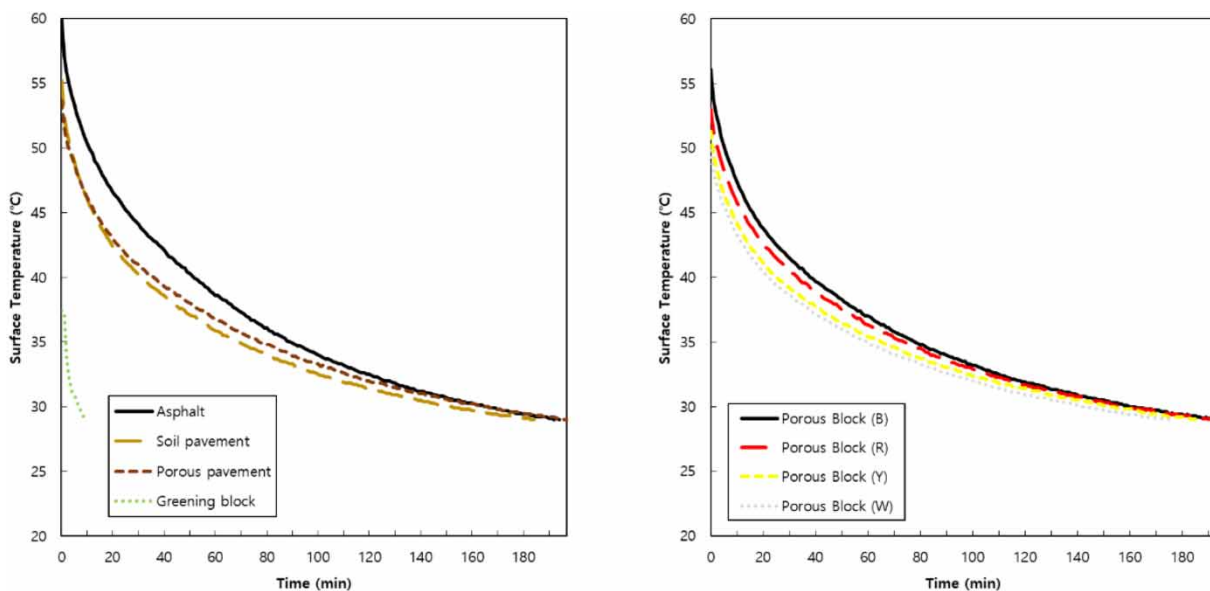 60
55
50
45
40
35
30
25
20
Surface Temperature (℃)
Asphalt
Soil pavement
Porous pavement
Greening block
0 20 40 60 80 100 120 140 160 180
Time (min)
60
55
50
45
40
35
30
25
20
Surface Temperature (℃)
Porous Block (B)
Porous Block (R)
Porous Block (Y)
Porous Block (W)
0 20 40 60 80 100 120 140 160 180
Time (min)